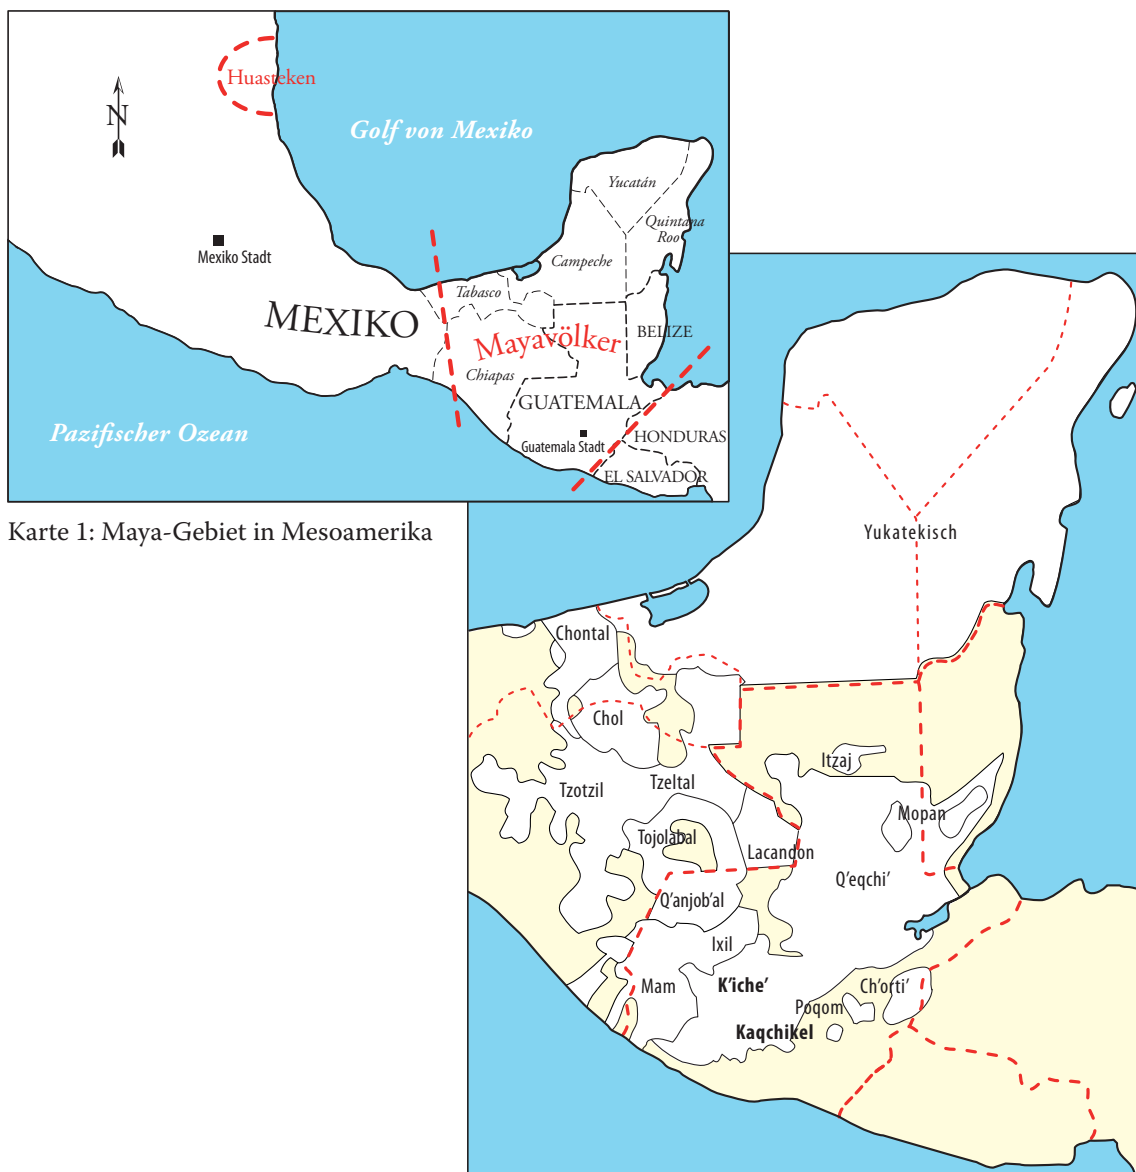 Huasteken
N
Golf von Mexiko
Yucatán
Quintana
Roo
Mexiko Stadt
Campeche
Tabasco
MEXIKO
BELIZE
Mayavölker
Chiapas
GUATEMALA
Pazifischer Ozean
Guatemala Stadt
HONDURAS
EL SALVADOR
Karte 1: Maya-Gebiet in Mesoamerika
Yukatekisch
Chontal
Chol
Itzaj
Tzotzil
Tzeltal
Mopan
Tojolabal
Lacandon
Q'eqchi'
Q'anjob'al
Ixil
Mam
K'iche'
Ch'orti'
Poqom
Kaqchikel